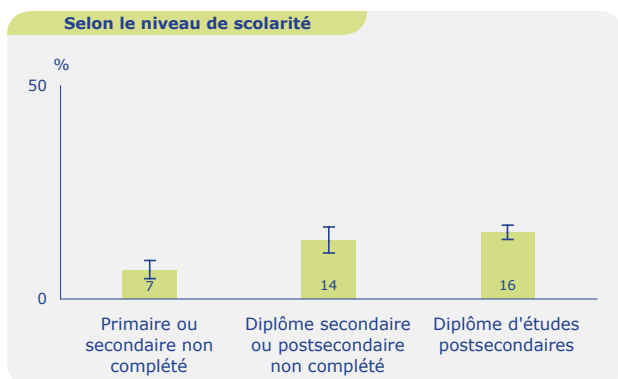 Selon le niveau de scolarité
%
50
0
7
14
16
Primaire ou
secondaire non
complété
Diplôme secondaire
ou postsecondaire
non complété
Diplôme d'études
postsecondaires